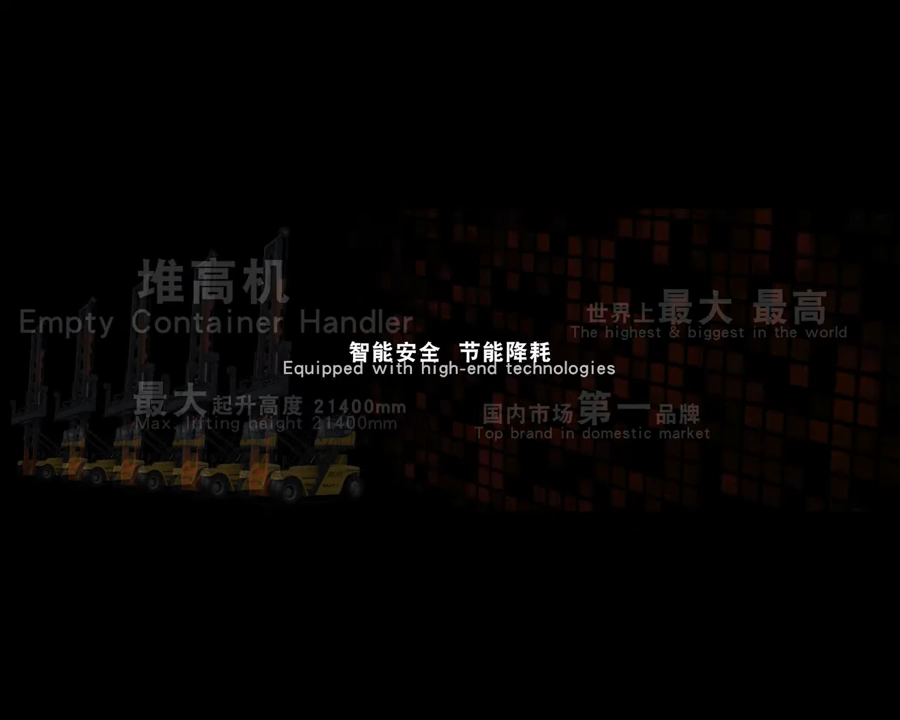 堆高机
Empty Container Handler
世界上最大 最高
The highest & biggest in the world
智能安全 节能降耗
Equipped with high-end technologies
最大起升高度 21400mm
Max. lifting height 21400mm
国内市场第一品牌
Top brand in domestic market